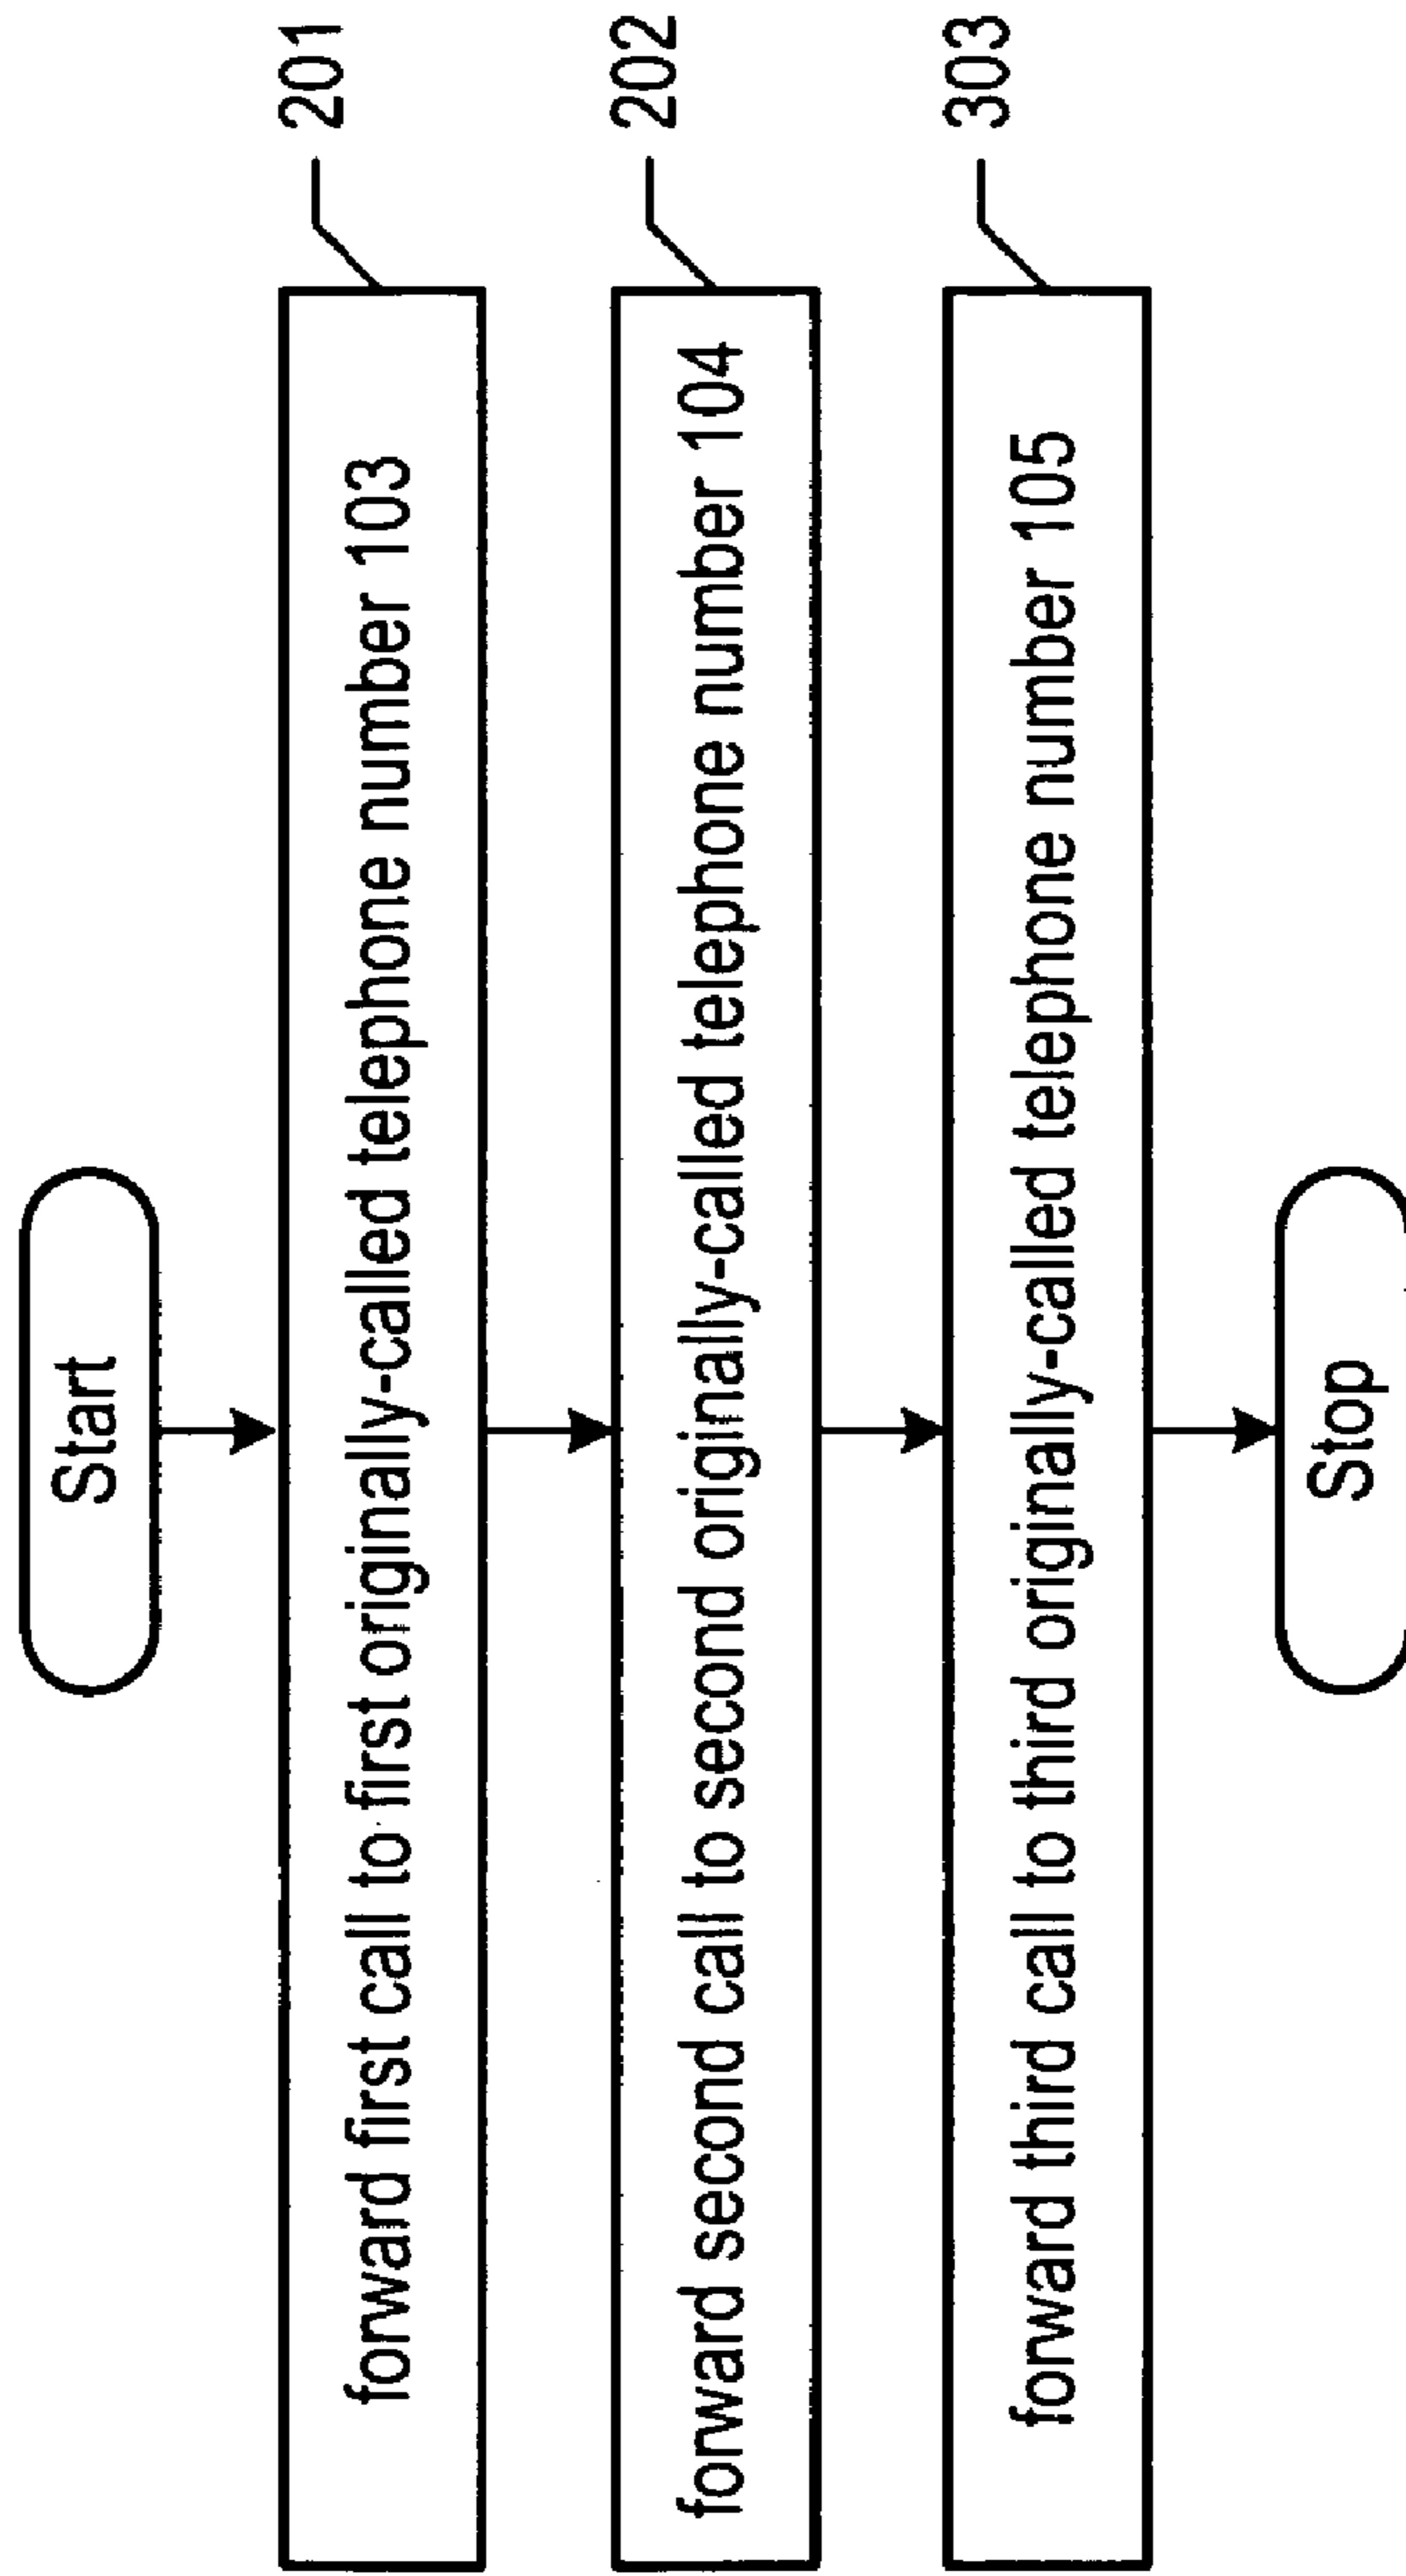 Start
forward first call to first originally-called telephone number 103
201
forward second call to second originally-called telephone number 104
202
forward third call to third originally-called telephone number 105
303
Stop